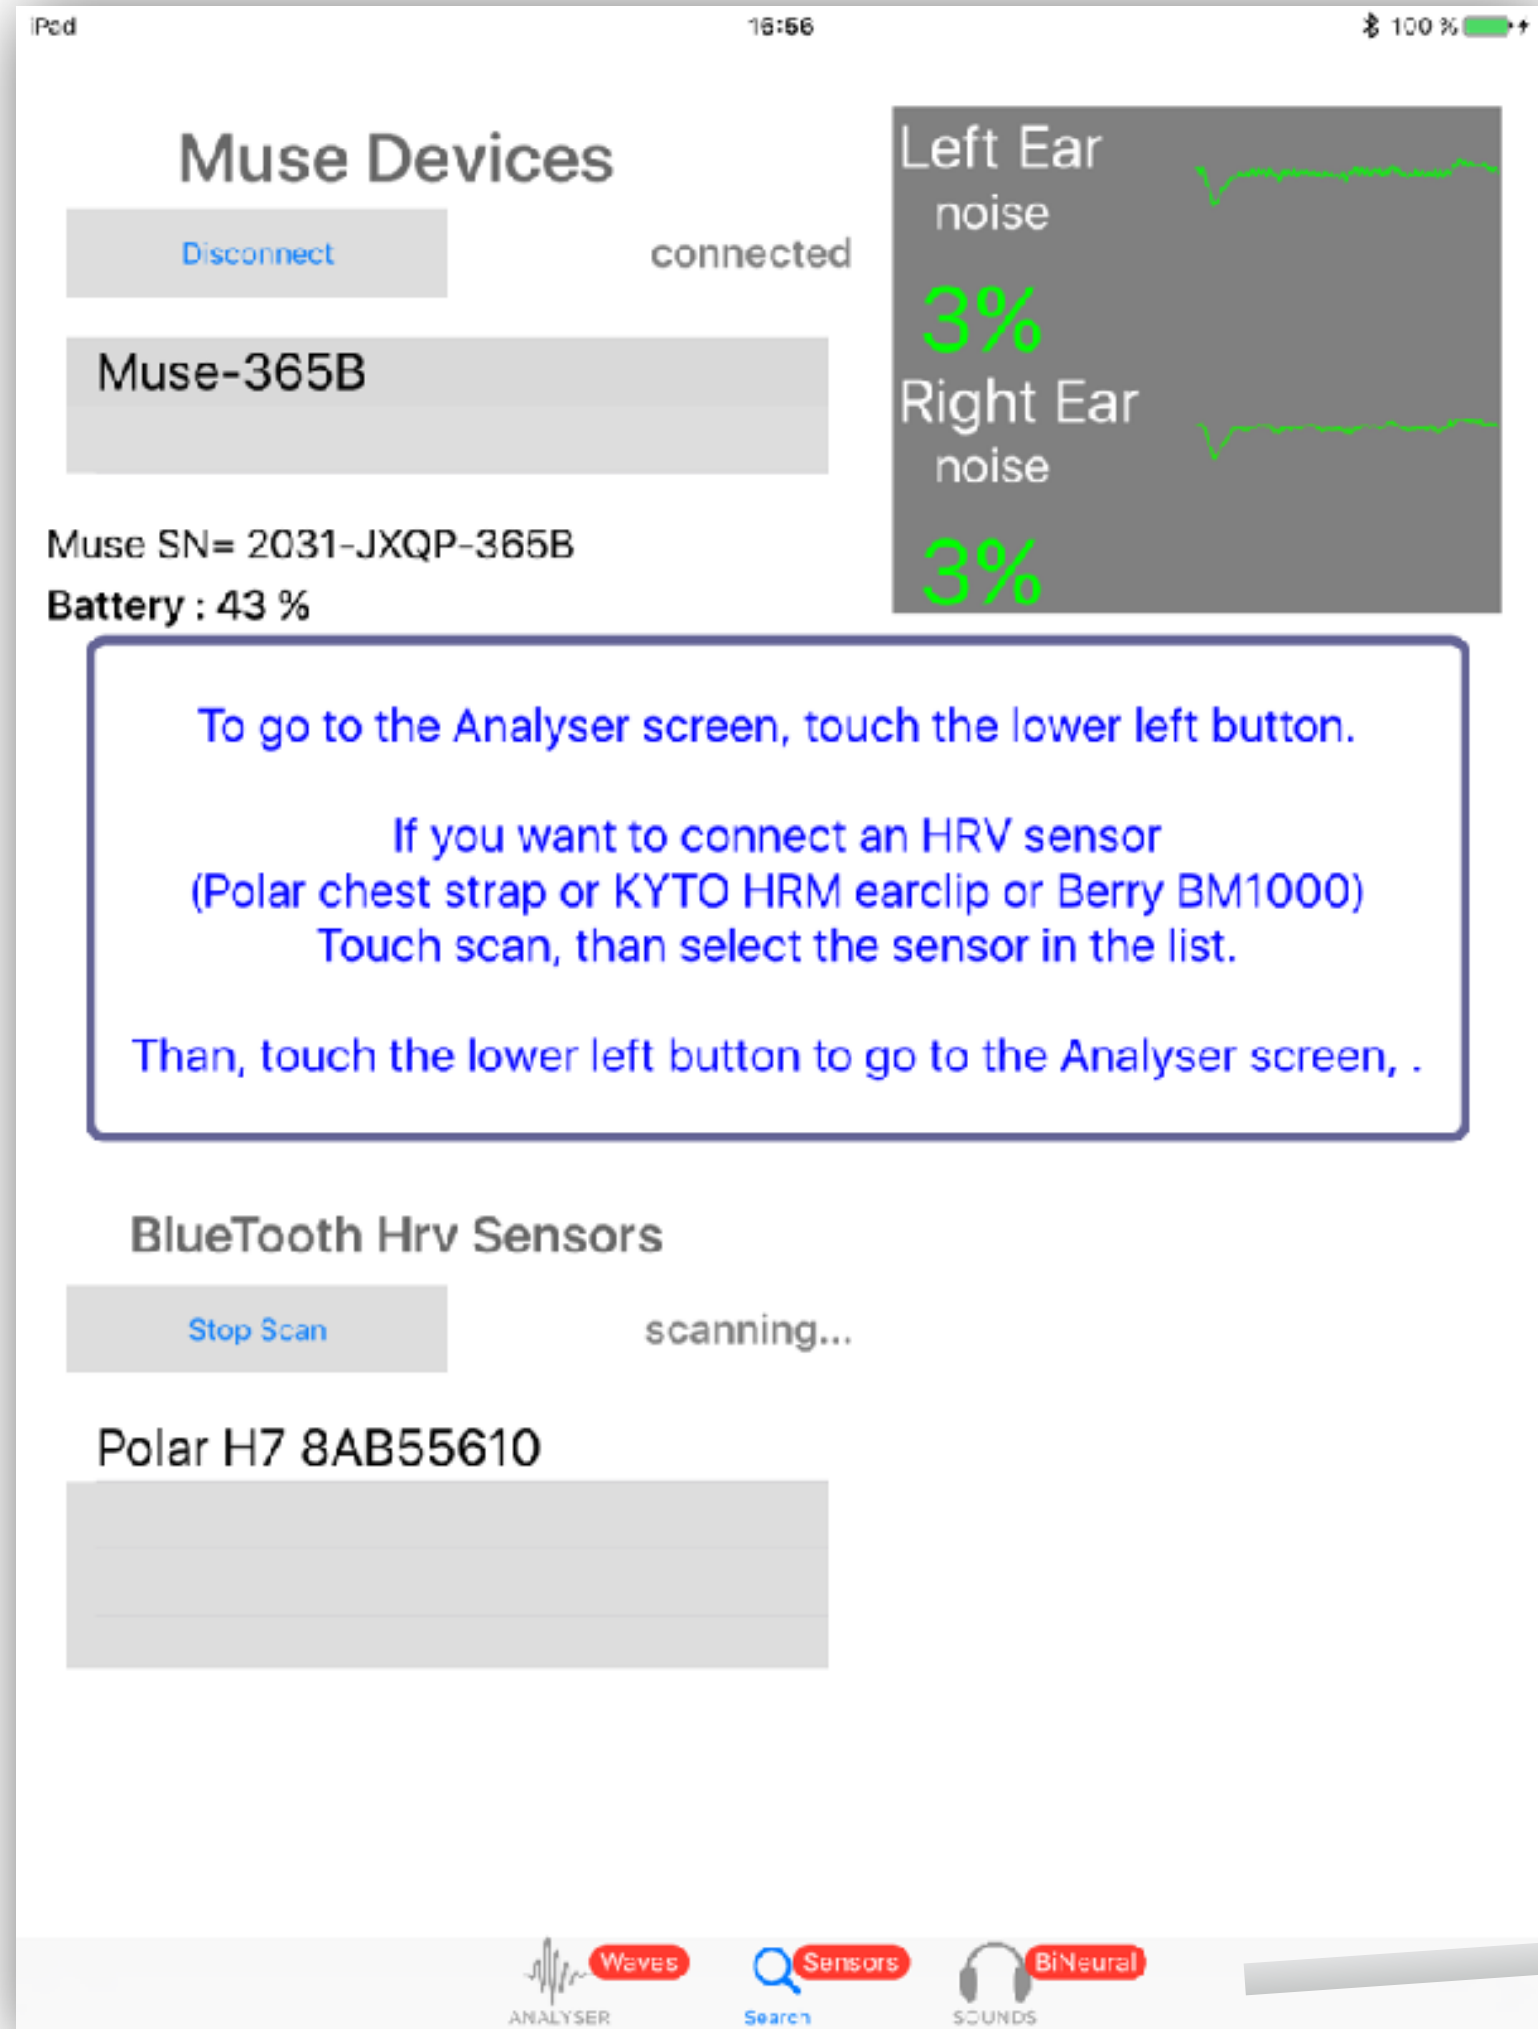 iPad 16:56 100 %
Muse Devices
Disconnect connected
Muse-365B
Muse SN= 2031-JXQP-365B
Battery : 43 %
Left Ear
noise
3%
Right Ear
noise
3%
To go to the Analyser screen, touch the lower left button.
If you want to connect an HRV sensor
(Polar chest strap or KYTO HRM earclip or Berry BM1000)
Touch scan, than select the sensor in the list.
Than, touch the lower left button to go to the Analyser screen, .
BlueTooth Hrv Sensors
Stop Scan scanning...
Polar H7 8AB55610
Waves Sensors BiNeural
ANALYSER Search SOUNDS